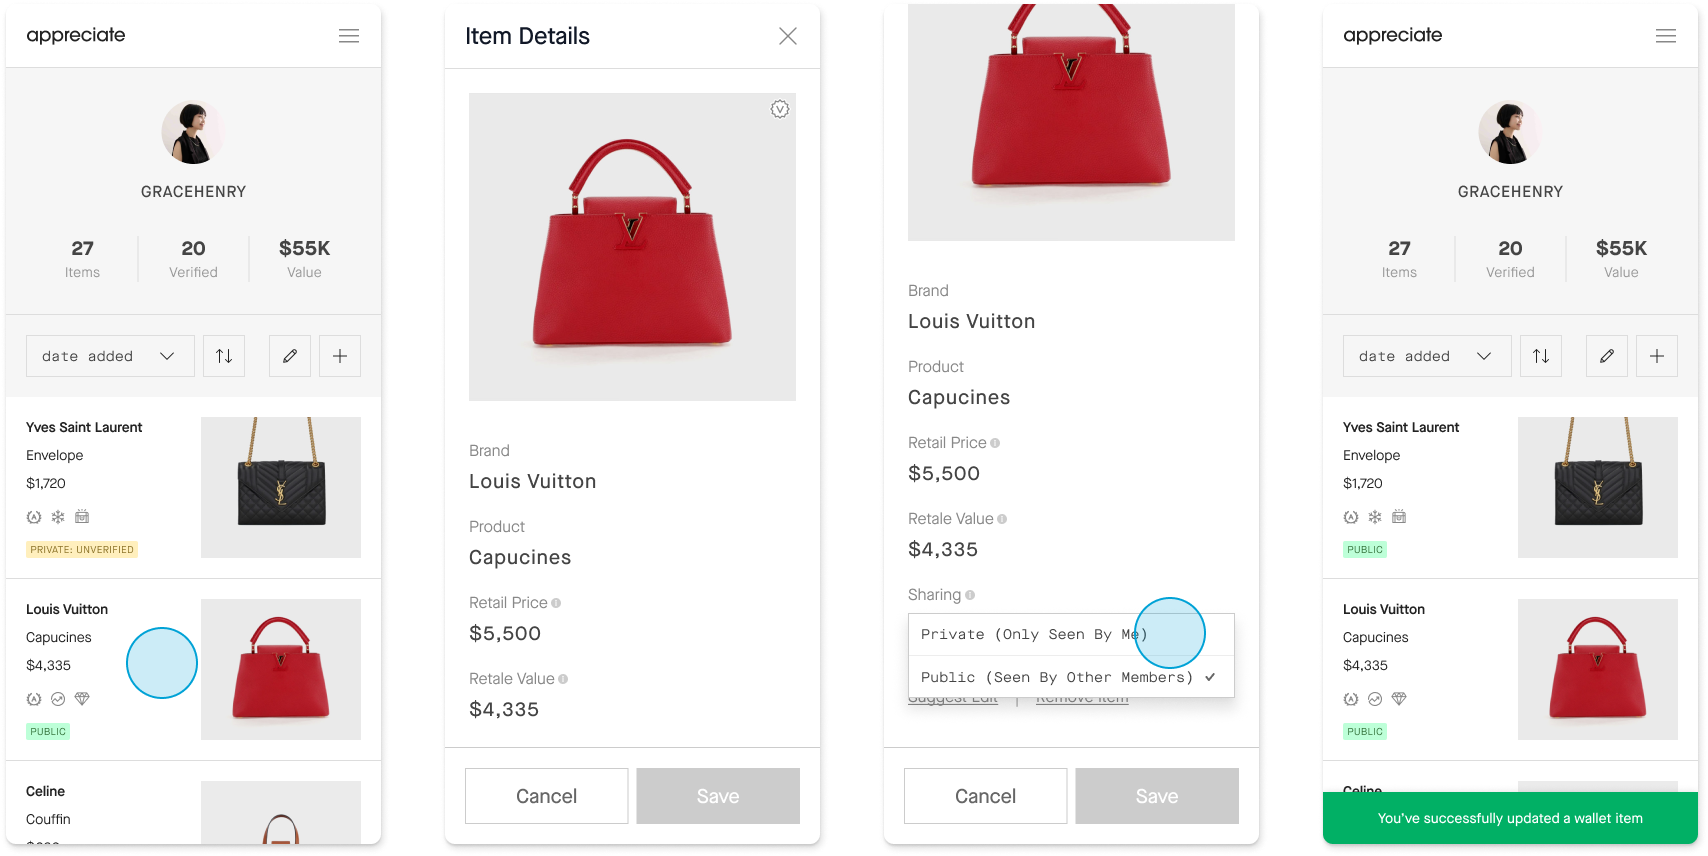 appreciate
GRACEHENRY
27
Items
20
Verified
$55K
Value
date added
Yves Saint Laurent
Envelope
$1,720
PRIVATE: UNVERIFIED
Louis Vuitton
Capucines
$4,335
PUBLIC
Celine
Couffin
Item Details
Brand
Louis Vuitton
Product
Capucines
Retail Price
$5,500
Retale Value
$4,335
Cancel
Save
Brand
Louis Vuitton
Product
Capucines
Retail Price
$5,500
Retale Value
$4,335
Sharing
Private (Only Seen By Me)
Public (Seen By Other Members)
Suggest Edit | Remove Item
Cancel
Save
appreciate
GRACEHENRY
27
Items
20
Verified
$55K
Value
date added
Yves Saint Laurent
Envelope
$1,720
PUBLIC
Louis Vuitton
Capucines
$4,335
PUBLIC
Celine
You've successfully updated a wallet item